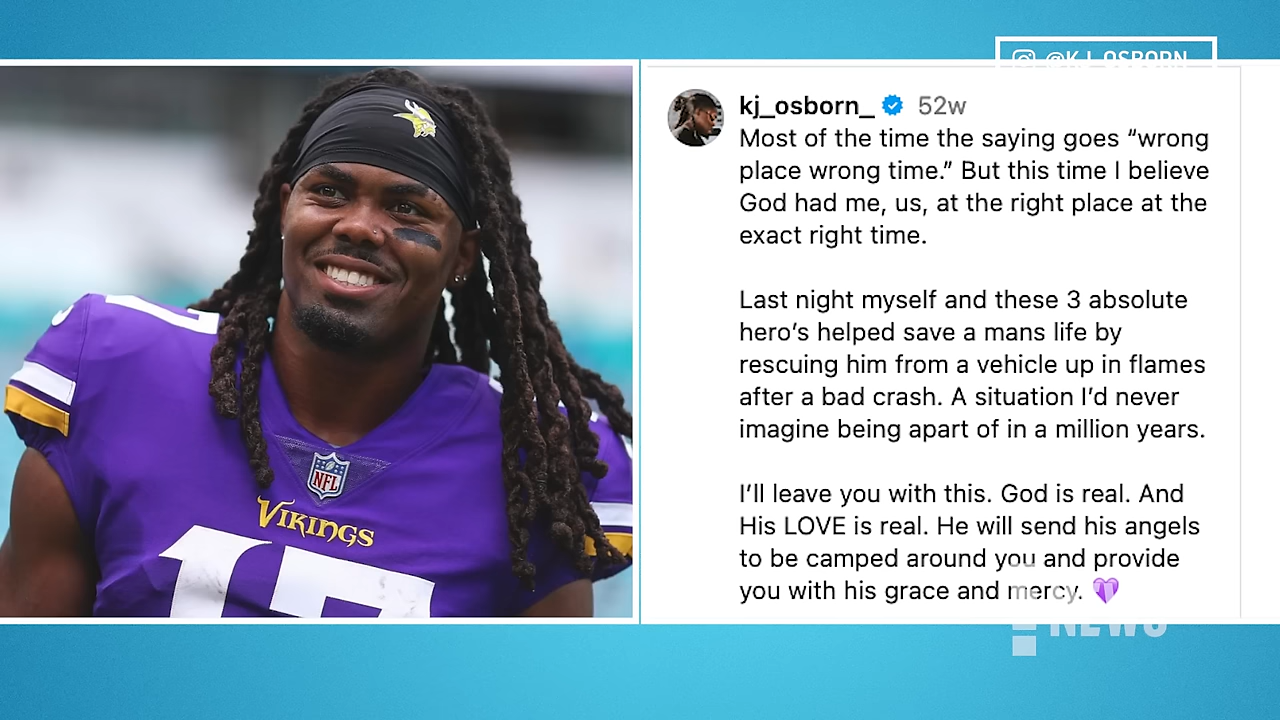 @K.J_OSBORN_
kj_osborn_ 52w
Most of the time the saying goes “wrong
place wrong time.” But this time I believe
God had me, us, at the right place at the
exact right time.
Last night myself and these 3 absolute
hero’s helped save a mans life by
rescuing him from a vehicle up in flames
after a bad crash. A situation I’d never
imagine being apart of in a million years.
I’ll leave you with this. God is real. And
His LOVE is real. He will send his angels
to be camped around you and provide
you with his grace and mercy. 💜
NFL
VIKINGS
17
NEWS